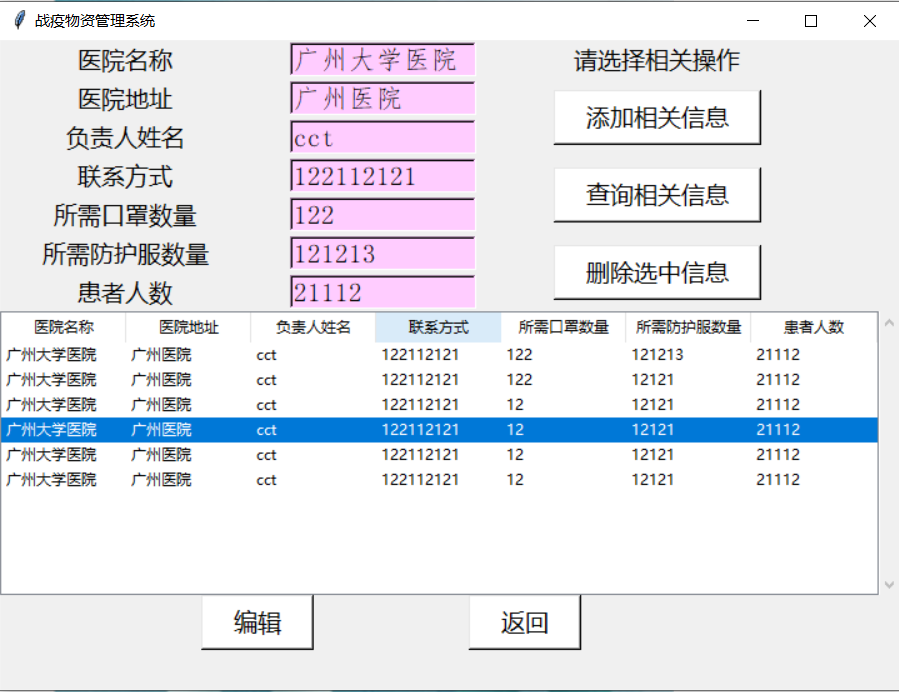 战疫物资管理系统
医院名称 广州大学医院 请选择相关操作
医院地址 广州医院 添加相关信息
负责人姓名 cct
联系方式 122112121 查询相关信息
所需口罩数量 122
所需防护服数量 121213 删除选中信息
患者人数 21112
医院名称 医院地址 负责人姓名 联系方式 所需口罩数量 所需防护服数量 患者人数
广州大学医院 广州医院 cct 122112121 122 121213 21112
广州大学医院 广州医院 cct 122112121 122 12121 21112
广州大学医院 广州医院 cct 122112121 12 12121 21112
广州大学医院 广州医院 cct 122112121 12 12121 21112
广州大学医院 广州医院 cct 122112121 12 12121 21112
广州大学医院 广州医院 cct 122112121 12 12121 21112
编辑 返回